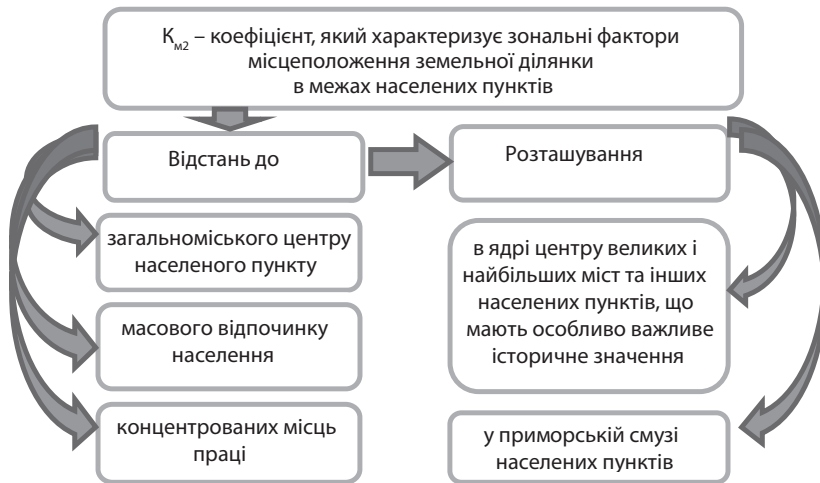 Км2 – коефіцієнт, який характеризує зональні фактори
місцеположення земельної ділянки
в межах населених пунктів
Відстань до
Розташування
загальноміського центру
населеного пункту
масового відпочинку
населення
концентрованих місць
праці
в ядрі центру великих і
найбільших міст та інших
населених пунктів, що
мають особливо важливе
історичне значення
у приморській смузі
населених пунктів